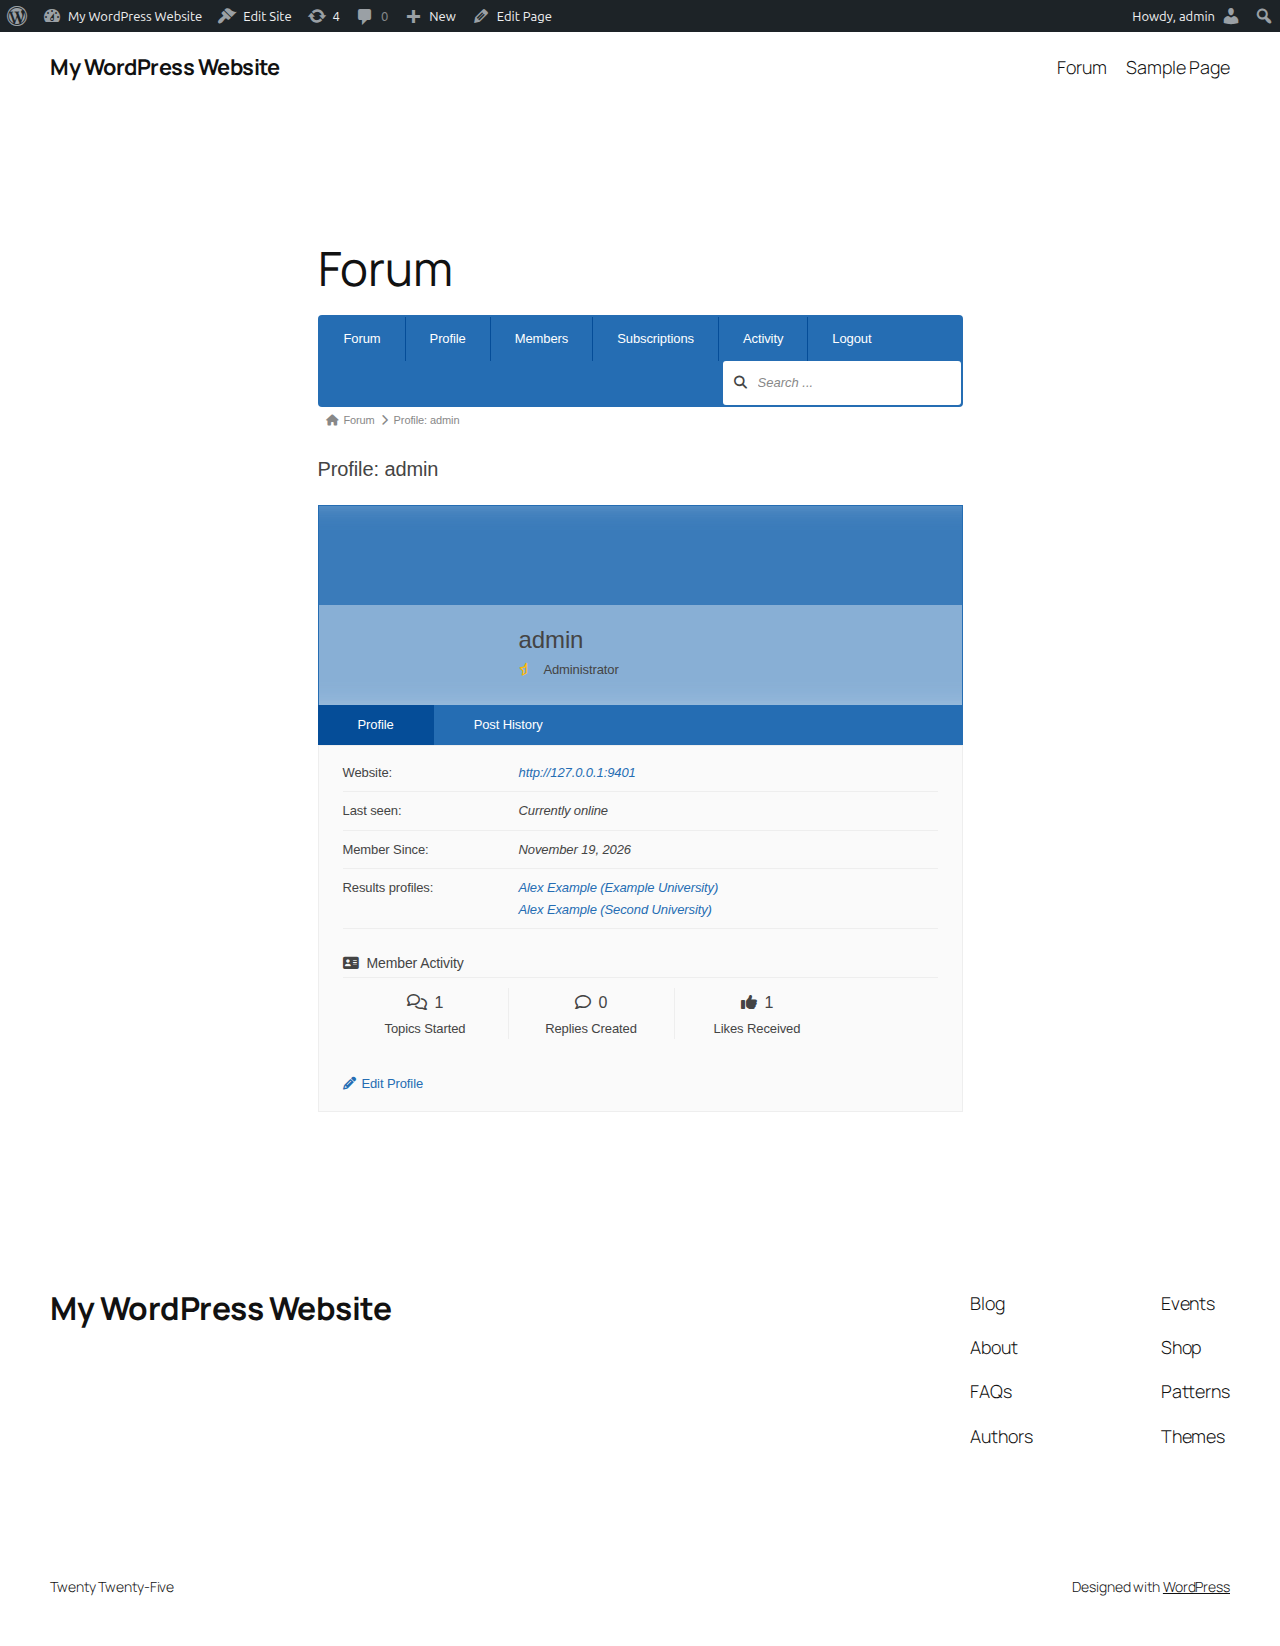 My WordPress Website Edit Site 4 0 New Edit Page Howdy, admin
My WordPress Website Forum Sample Page
Forum
Forum Profile Members Subscriptions Activity Logout
Search ...
Forum Profile: admin
Profile: admin
admin
Administrator
Profile Post History
Website: http://127.0.0.1:9401
Last seen: Currently online
Member Since: November 19, 2026
Results profiles: Alex Example (Example University)
Alex Example (Second University)
Member Activity
1 0 1
Topics Started Replies Created Likes Received
Edit Profile
My WordPress Website
Blog Events
About Shop
FAQs Patterns
Authors Themes
Twenty Twenty-Five Designed with WordPress